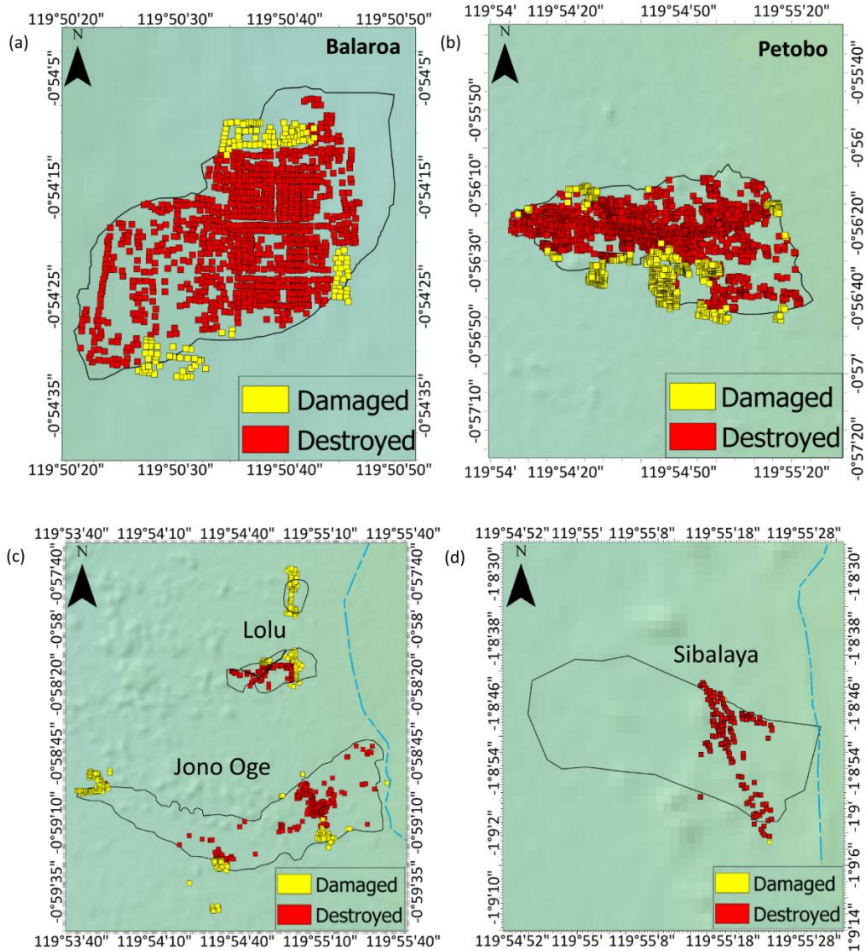 119°50'20" 119°50'30" 119°50'40" 119°50'50"
(a)
N
Balaroa
-0°54'5"
-0°54'5"
-0°54'15"
-0°54'15"
-0°54'25"
-0°54'25"
-0°54'35"
-0°54'35"
Damaged
Destroyed
119°50'20" 119°50'30" 119°50'40" 119°50'50"
119°54' 119°54'20" 119°54'50" 119°55'20"
(b)
N
Petobo
-0°55'50"
-0°56'10"
-0°56'30"
-0°56'50"
-0°57'10"
-0°55'40"
-0°56'
-0°56'20"
-0°56'40"
-0°57'
-0°57'20"
Damaged
Destroyed
119°54' 119°54'20" 119°54'50" 119°55'20"
119°53'40" 119°54'10" 119°54'40" 119°55'10" 119°55'40"
(c)
N
Lolu
Jono Oge
-0°57'40"
-0°58'
-0°58'20"
-0°58'45"
-0°59'10"
-0°59'35"
-0°57'40"
-0°58'
-0°58'20"
-0°58'45"
-0°59'10"
-0°59'35"
Damaged
Destroyed
119°53'40" 119°54'10" 119°54'40" 119°55'10" 119°55'40"
119°54'52" 119°55' 119°55'8" 119°55'18" 119°55'28"
(d)
N
Sibalaya
-1°8'30"
-1°8'38"
-1°8'46"
-1°8'54"
-1°9'2"
-1°9'10"
-1°8'30"
-1°8'38"
-1°8'46"
-1°8'54"
-1°9'
-1°9'6"
-1°9'14"
Damaged
Destroyed
119°54'52" 119°55' 119°55'8" 119°55'18" 119°55'28"